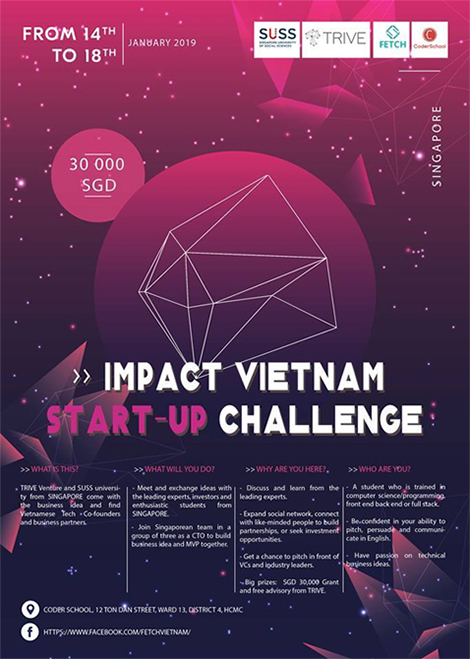 FROM 14TH
TO 18TH
JANUARY 2019
SUSS
SINGAPORE UNIVERSITY
OF SOCIAL SCIENCES
TRIVE
FETCH
C
CoderSchool
SINGAPORE
30 000
SGD
>> IMPACT VIETNAM
START-UP CHALLENGE
>> WHAT IS THIS?
TRIVE Venture and SUSS universi-
ty from SINGAPORE come with
the business idea and find
Vietnamese Tech Co-founders
and business partners.
>> WHAT WILL YOU DO?
- Meet and exchange ideas with
the leading experts, investors and
enthusiastic students from
SINGAPORE.
- Join Singaporean team in a
group of three as a CTO to build
business idea and MVP together.
>> WHY ARE YOU HERE?
- Discuss and learn from the
leading experts.
- Expand social network, connect
with like-minded people to build
partnerships, or seek investment
opportunities.
- Get a chance to pitch in front of
VCs and industry leaders.
- Big prizes: SGD 30,000 Grant
and free advisory from TRIVE.
>> WHO ARE YOU?
- A student who is trained in
computer science/programming,
front end back end or full stack.
- Be confident in your ability to
pitch, persuade and communi-
cate in English.
- Have passion on technical
business ideas.
CODER SCHOOL, 12 TON DAN STREET, WARD 13, DISTRICT 4, HCMC
HTTPS://WWW.FACEBOOK.COM/FETCHVIETNAM/